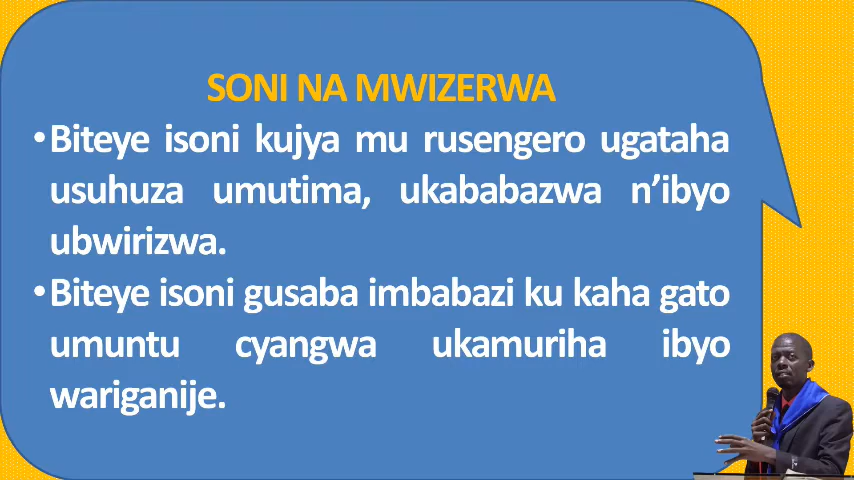 SONI NA MWIZERWA
•Biteye isoni kujya mu rusengero ugataha
usuhuza umutima, ukababazwa n’ibyo
ubwirizwa.
•Biteye isoni gusaba imbabazi ku kaha gato
umuntu cyangwa ukamuriha ibyo
wariganije.